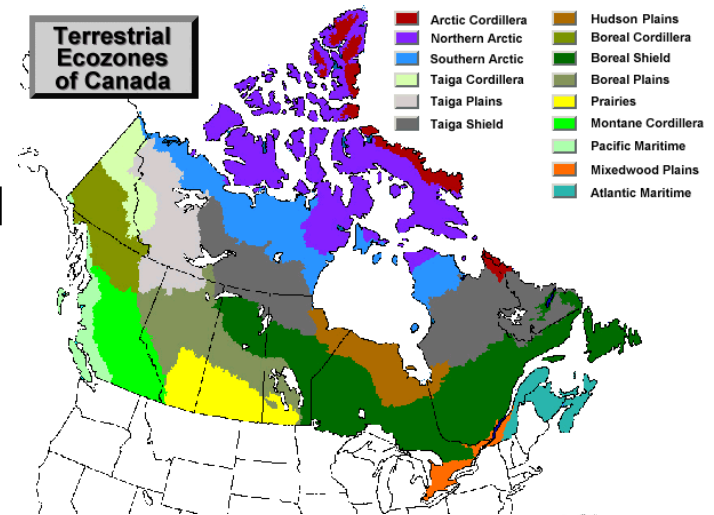 Terrestrial
Ecozones
of Canada
Arctic Cordillera
Northern Arctic
Southern Arctic
Taiga Cordillera
Taiga Plains
Taiga Shield
Hudson Plains
Boreal Cordillera
Boreal Shield
Boreal Plains
Prairies
Montane Cordillera
Pacific Maritime
Mixedwood Plains
Atlantic Maritime